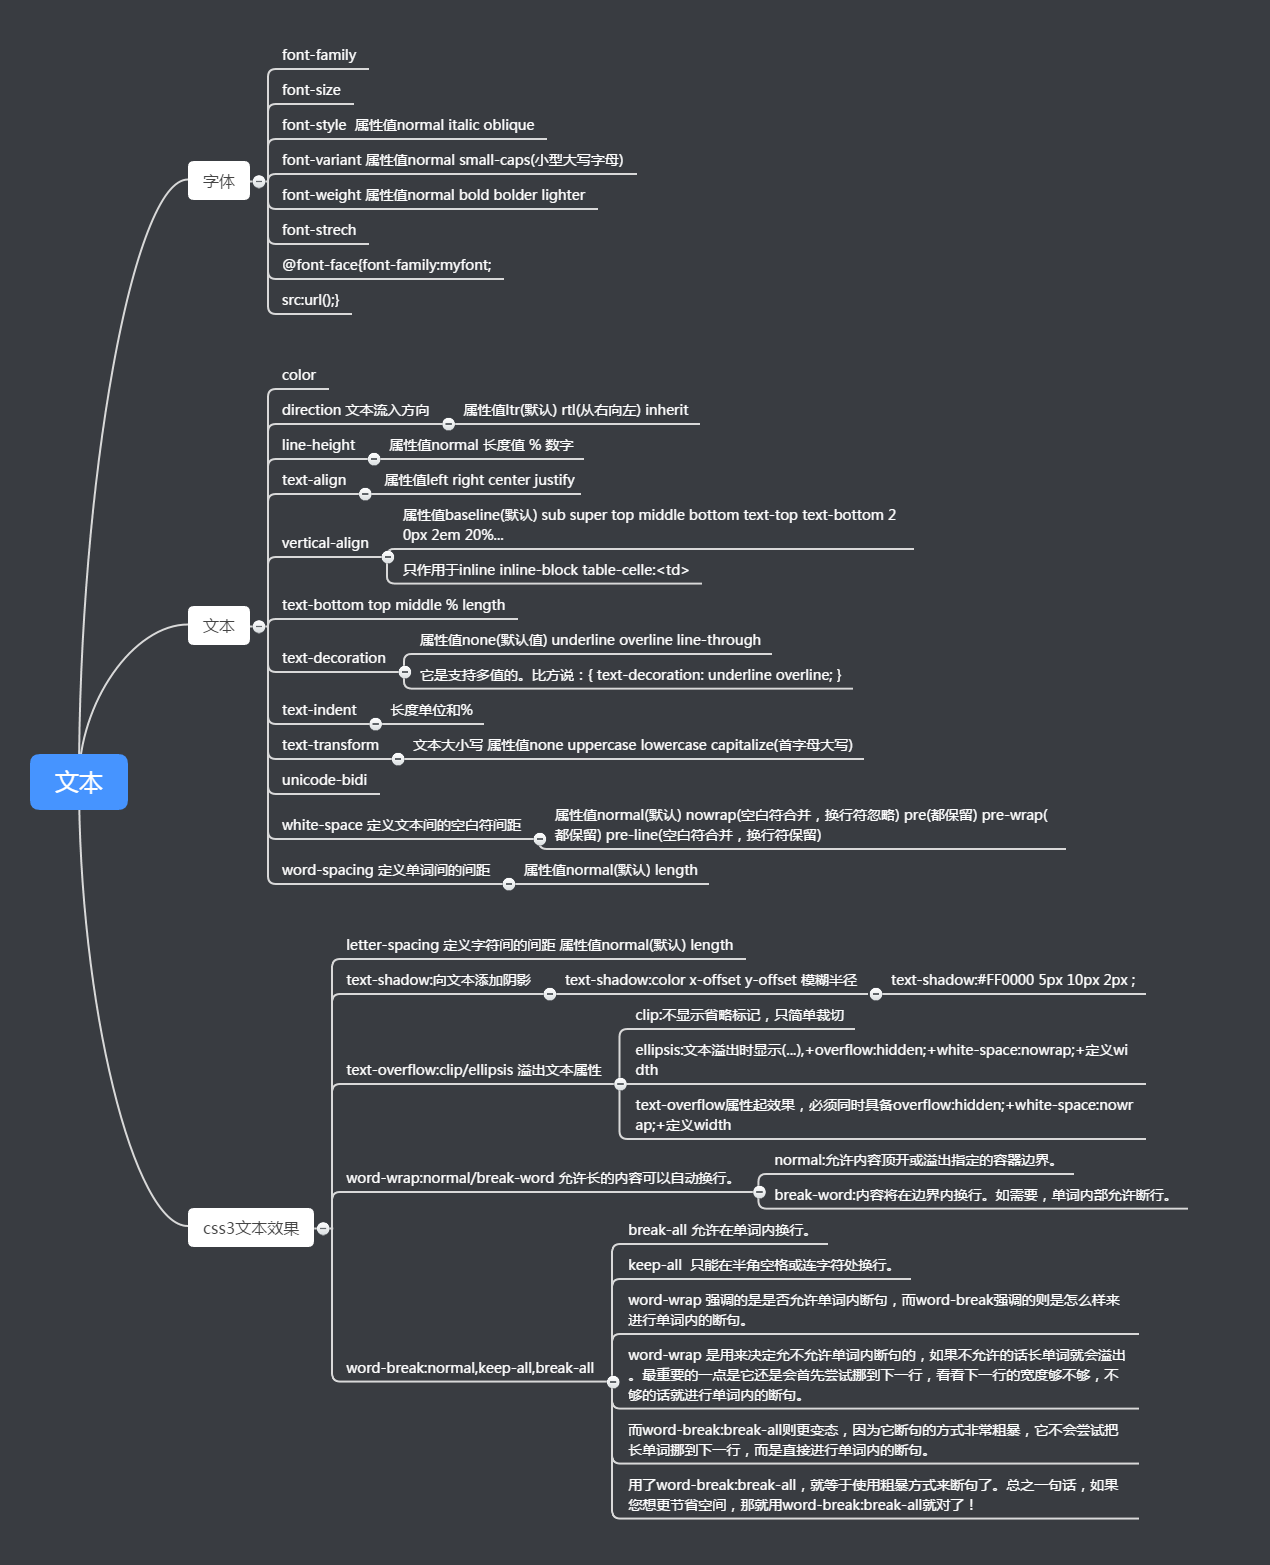 font-family
font-size
font-style  属性值normal italic oblique
font-variant 属性值normal small-caps(小型大写字母)
字体
font-weight 属性值normal bold bolder lighter
font-strech
@font-face{font-family:myfont;
src:url();}
color
direction 文本流入方向
属性值ltr(默认) rtl(从右向左) inherit
line-height
属性值normal 长度值 % 数字
text-align
属性值left right center justify
vertical-align
属性值baseline(默认) sub super top middle bottom text-top text-bottom 2
0px 2em 20%...
只作用于inline inline-block table-celle:<td>
text-bottom top middle % length
文本
text-decoration
属性值none(默认值) underline overline line-through
它是支持多值的。比方说：{ text-decoration: underline overline; }
text-indent
长度单位和%
text-transform
文本大小写 属性值none uppercase lowercase capitalize(首字母大写)
文本
unicode-bidi
white-space 定义文本间的空白符间距
属性值normal(默认) nowrap(空白符合并，换行符忽略) pre(都保留) pre-wrap(
都保留) pre-line(空白符合并，换行符保留)
word-spacing 定义单词间的间距
属性值normal(默认) length
letter-spacing 定义字符间的间距 属性值normal(默认) length
text-shadow:向文本添加阴影
text-shadow:color x-offset y-offset 模糊半径
text-shadow:#FF0000 5px 10px 2px ;
text-overflow:clip/ellipsis 溢出文本属性
clip:不显示省略标记，只简单裁切
ellipsis:文本溢出时显示(...),+overflow:hidden;+white-space:nowrap;+定义wi
dth
text-overflow属性起效果，必须同时具备overflow:hidden;+white-space:nowr
ap;+定义width
word-wrap:normal/break-word 允许长的内容可以自动换行。
normal:允许内容顶开或溢出指定的容器边界。
break-word:内容将在边界内换行。如需要，单词内部允许断行。
css3文本效果
word-break:normal,keep-all,break-all
break-all 允许在单词内换行。
keep-all  只能在半角空格或连字符处换行。
word-wrap 强调的是是否允许单词内断句，而word-break强调的则是怎么样来
进行单词内的断句。
word-wrap 是用来决定允不允许单词内断句的，如果不允许的话长单词就会溢出
。最重要的一点是它还是会首先尝试挪到下一行，看看下一行的宽度够不够，不
够的话就进行单词内的断句。
而word-break:break-all则更变态，因为它断句的方式非常粗暴，它不会尝试把
长单词挪到下一行，而是直接进行单词内的断句。
用了word-break:break-all，就等于使用粗暴方式来断句了。总之一句话，如果
您想更节省空间，那就用word-break:break-all就对了！